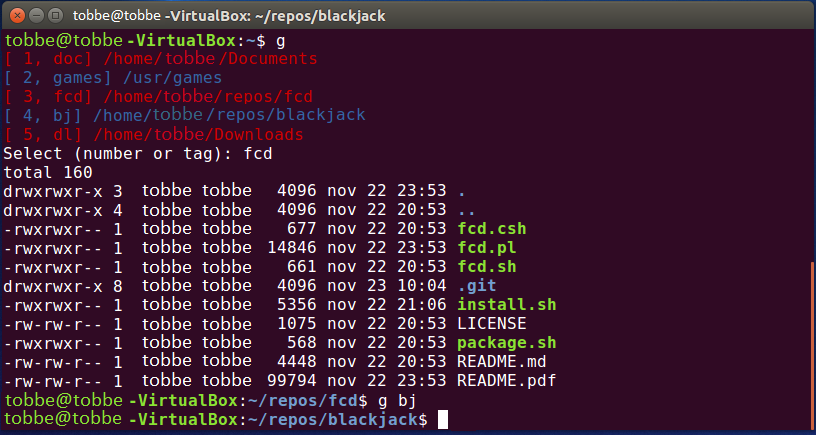 tobbe@tobbe -VirtualBox: ~/repos/blackjack
tobbe@tobbe -VirtualBox:~$ g
[ 1, doc] /home/tobbe/Documents
[ 2, games] /usr/games
[ 3, fcd] /home/tobbe/repos/fcd
[ 4, bj] /home/tobbe/repos/blackjack
[ 5, dl] /home/tobbe/Downloads
Select (number or tag): fcd
total 160
drwxrwxr-x 3 tobbe tobbe 4096 nov 22 23:53 .
drwxrwxr-x 4 tobbe tobbe 4096 nov 22 20:53 ..
-rwxrwxr-- 1 tobbe tobbe 677 nov 22 20:53 fcd.csh
-rwxrwxr-- 1 tobbe tobbe 14846 nov 22 23:53 fcd.pl
-rwxrwxr-- 1 tobbe tobbe 661 nov 22 20:53 fcd.sh
drwxrwxr-x 8 tobbe tobbe 4096 nov 23 10:04 .git
-rwxrwxr-- 1 tobbe tobbe 5356 nov 22 21:06 install.sh
-rw-rw-r-- 1 tobbe tobbe 1075 nov 22 20:53 LICENSE
-rwxrwxr-- 1 tobbe tobbe 568 nov 22 20:53 package.sh
-rw-rw-r-- 1 tobbe tobbe 4448 nov 22 20:53 README.md
-rw-rw-r-- 1 tobbe tobbe 99794 nov 22 23:53 README.pdf
tobbe@tobbe -VirtualBox:~/repos/fcd$ g bj
tobbe@tobbe -VirtualBox:~/repos/blackjack$